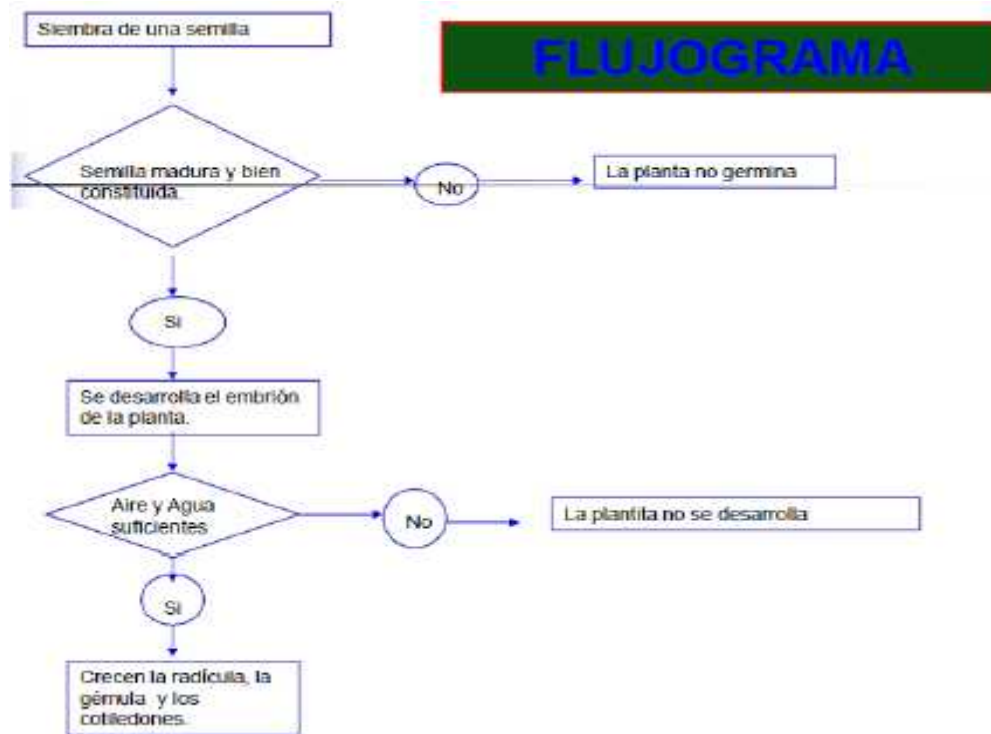 Siembra de una semilla
FLUJOGRAMA
Semilla madura y bien
constituida.
No
La planta no germina
Si
Se desarrolla el embrión
de la planta.
Aire y Agua
suficientes
No
La plantita no se desarrolla
Si
Crecen la radícula, la
gémula y los
cotiledones.